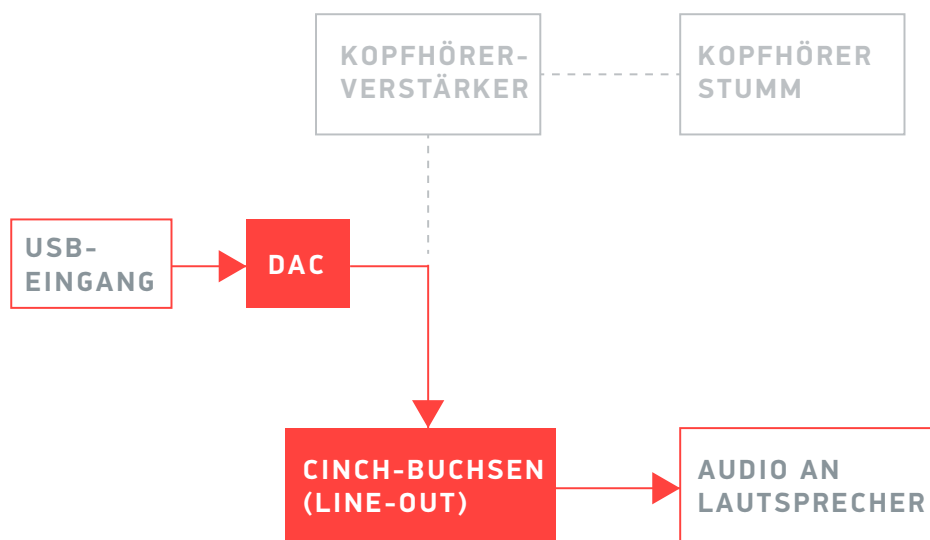 KOPFHÖRER-
VERSTÄRKER
KOPFHÖRER
STUMM
USB-
EINGANG
DAC
CINCH-BUCHSEN
(LINE-OUT)
AUDIO AN
LAUTSPRECHER